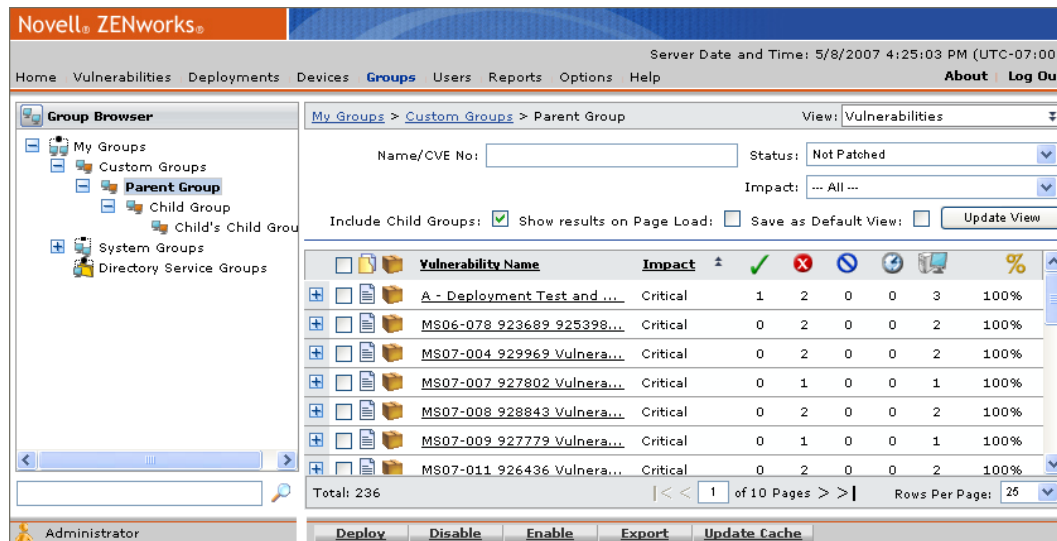 Novell® ZENworks®
Server Date and Time: 5/8/2007 4:25:03 PM (UTC-07:00
Home Vulnerabilities Deployments Devices Groups Users Reports Options Help About Log Ou
Group Browser
My Groups
Custom Groups
Parent Group
Child Group
Child's Child Grou
System Groups
Directory Service Groups
My Groups > Custom Groups > Parent Group View: Vulnerabilities
Name/CVE No: Status: Not Patched
Impact: --- All ---
Include Child Groups: Show results on Page Load: Save as Default View: Update View
Vulnerability Name Impact %
A - Deployment Test and ... Critical 1 2 0 0 3 100%
MS06-078 923689 925398... Critical 0 2 0 0 2 100%
MS07-004 929969 Vulnera... Critical 0 2 0 0 2 100%
MS07-007 927802 Vulnera... Critical 0 1 0 0 1 100%
MS07-008 928843 Vulnera... Critical 0 2 0 0 2 100%
MS07-009 927779 Vulnera... Critical 0 1 0 0 1 100%
MS07-011 926436 Vulnera... Critical 0 2 0 0 2 100%
Total: 236 |< < 1 of 10 Pages > >| Rows Per Page: 25
Administrator
Deploy Disable Enable Export Update Cache